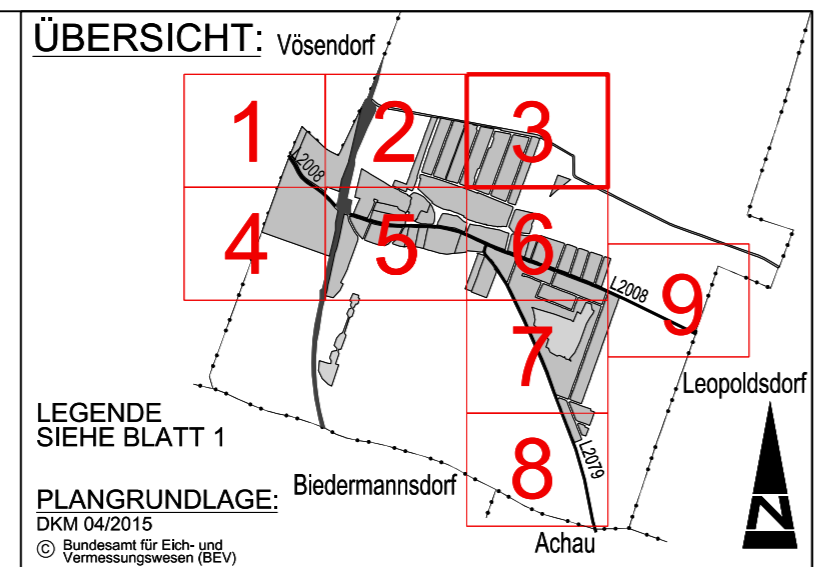 ÜBERSICHT:
Vösendorf
1
2
3
L2008
4
5
6
L2008
9
7
Leopoldsdorf
LEGENDE
SIEHE BLATT 1
L2079
8
Biedermannsdorf
PLANGRUNDLAGE:
DKM 04/2015
© Bundesamt für Eich- und
Vermessungswesen (BEV)
Achau
N